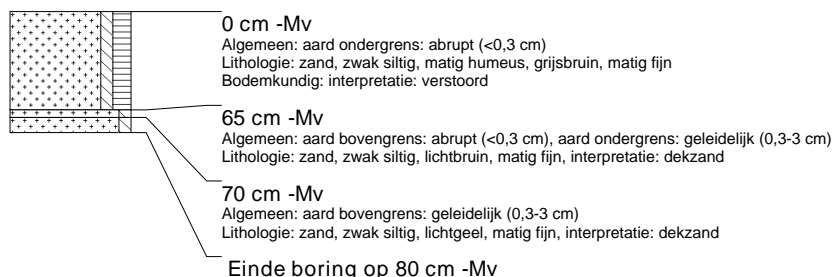 0 cm -Mv
Algemeen: aard ondergrens: abrupt (<0,3 cm)
Lithologie: zand, zwak siltig, matig humeus, grijsbruin, matig fijn
Bodemkundig: interpretatie: verstoord
65 cm -Mv
Algemeen: aard bovengrens: abrupt (<0,3 cm), aard ondergrens: geleidelijk (0,3-3 cm)
Lithologie: zand, zwak siltig, lichtbruin, matig fijn, interpretatie: dekzand
70 cm -Mv
Algemeen: aard bovengrens: geleidelijk (0,3-3 cm)
Lithologie: zand, zwak siltig, lichtgeel, matig fijn, interpretatie: dekzand
Einde boring op 80 cm -Mv